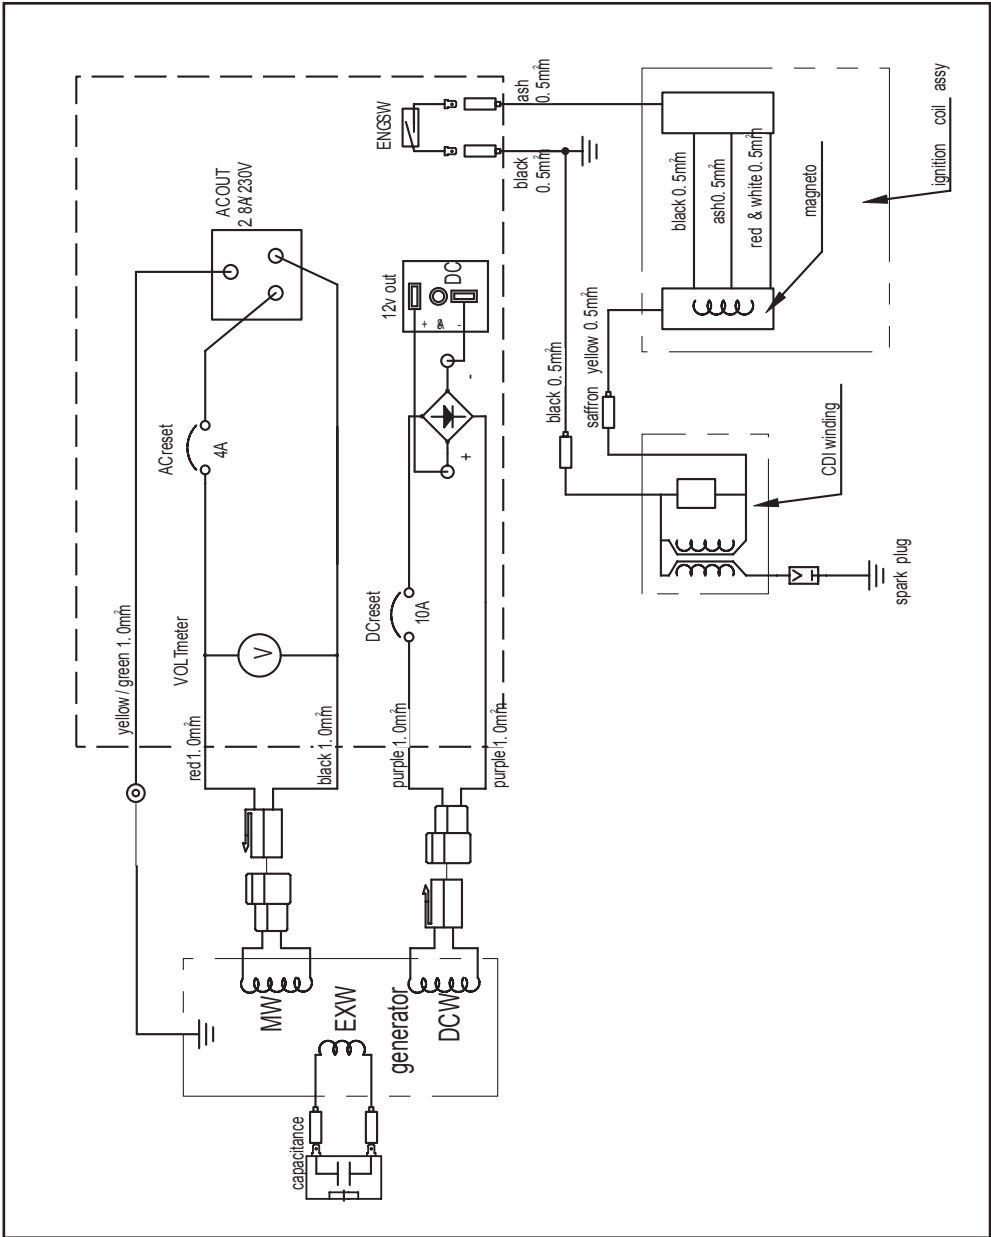 ENGSW
ash
0. 5mm²
black
0. 5mm²
ACOUT
2. 8A/230V
12v out
DC
+ 8A -
-
+
ACreset
4A
DCreset
10A
VOLTmeter
V
yellow / green 1. 0mm²
red1. 0mm²
black 1. 0mm²
purple 1. 0mm²
purple 1. 0mm²
MW
EXW
generator
DCW
capacitance
black 0. 5mm²
ash0. 5mm²
red & white 0. 5mm²
magneto
ignition coil assy
black 0. 5mm²
saffron yellow 0. 5mm²
CDI winding
spark plug